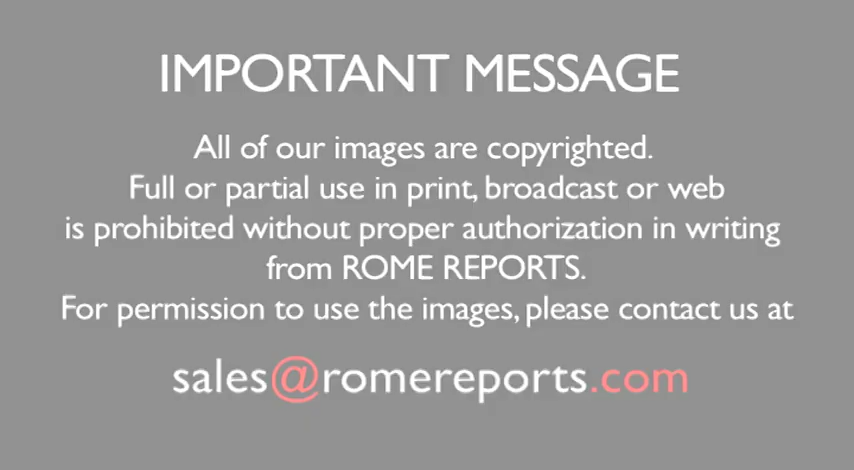 IMPORTANT MESSAGE
All of our images are copyrighted.
Full or partial use in print, broadcast or web
is prohibited without proper authorization in writing
from ROME REPORTS.
For permission to use the images, please contact us at
sales@romereports.com